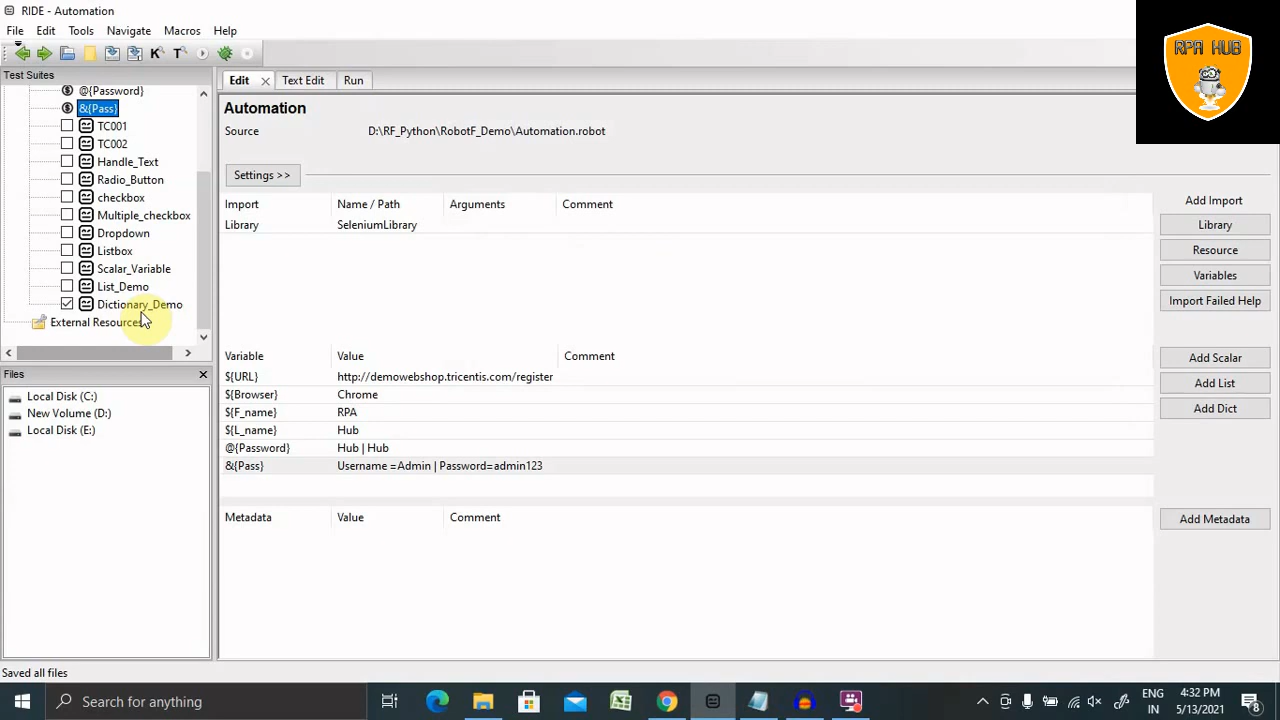 RIDE - Automation
File Edit Tools Navigate Macros Help
RPA HUB
Test Suites
@{Password}
&{Pass}
TC001
TC002
Handle_Text
Radio_Button
checkbox
Multiple_checkbox
Dropdown
Listbox
Scalar_Variable
List_Demo
Dictionary_Demo
External Resources
Files
Local Disk (C:)
New Volume (D:)
Local Disk (E:)
Edit Text Edit Run
Automation
Source D:\RF_Python\RobotF_Demo\Automation.robot
Settings >>
Import Name / Path Arguments Comment
Library SeleniumLibrary
Add Import
Library
Resource
Variables
Import Failed Help
Variable Value Comment
${URL} http://demowebshop.tricentis.com/register
${Browser} Chrome
${F_name} RPA
${L_name} Hub
@{Password} Hub | Hub
&{Pass} Username =Admin | Password=admin123
Add Scalar
Add List
Add Dict
Metadata Value Comment
Add Metadata
Saved all files
Search for anything
ENG
IN
4:32 PM
5/13/2021
8